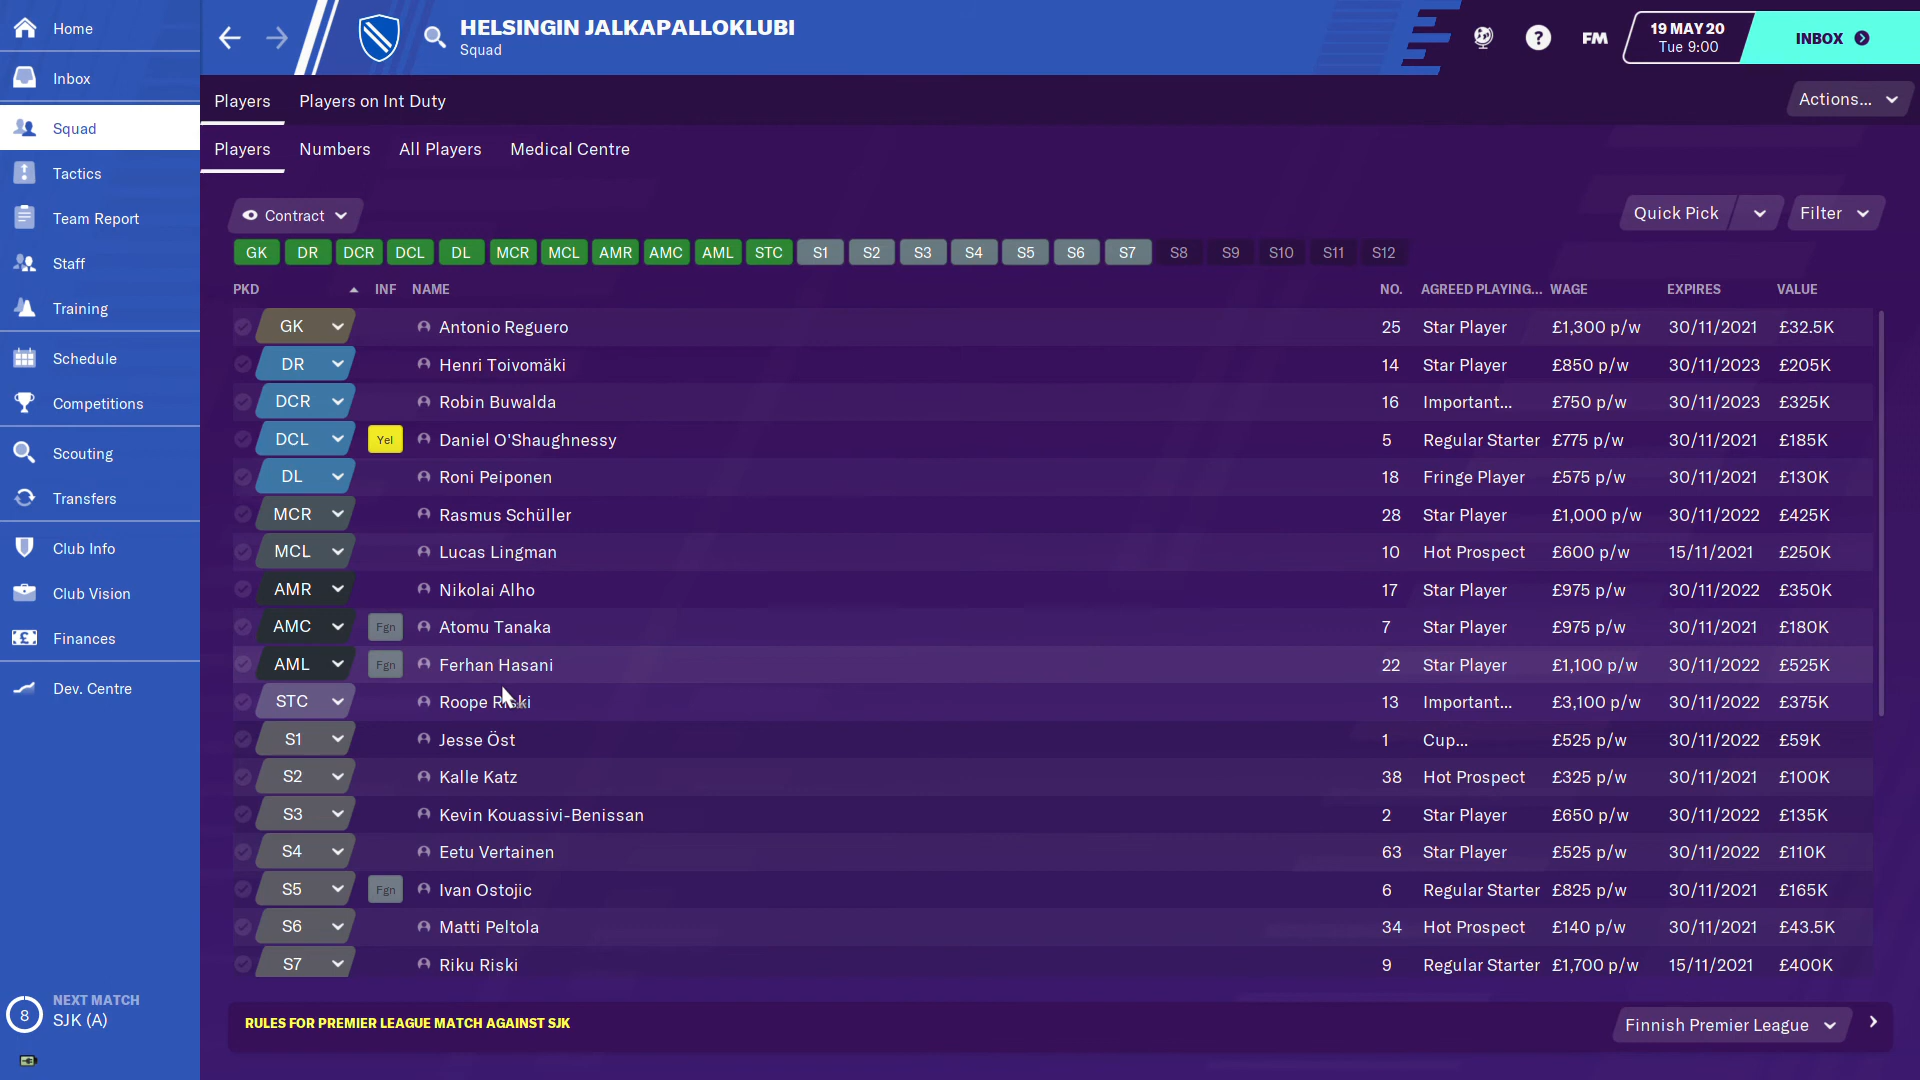 Home
Inbox
Squad
Tactics
Team Report
Staff
Training
Schedule
Competitions
Scouting
Transfers
Club Info
Club Vision
Finances
Dev. Centre
8 NEXT MATCH
SJK (A)
HELSINGIN JALKAPALLOKLUBI
Squad
? FM 19 MAY 20
Tue 9:00
INBOX
Players Players on Int Duty Actions...
Players Numbers All Players Medical Centre
Contract Quick Pick Filter
GK DR DCR DCL DL MCR MCL AMR AMC AML STC S1 S2 S3 S4 S5 S6 S7 S8 S9 S10 S11 S12
PKD INF NAME NO. AGREED PLAYING... WAGE EXPIRES VALUE
GK Antonio Reguero 25 Star Player £1,300 p/w 30/11/2021 £32.5K
DR Henri Toivomäki 14 Star Player £850 p/w 30/11/2023 £205K
DCR Robin Buwalda 16 Important... £750 p/w 30/11/2023 £325K
DCL Yel Daniel O'Shaughnessy 5 Regular Starter £775 p/w 30/11/2021 £185K
DL Roni Peiponen 18 Fringe Player £575 p/w 30/11/2021 £130K
MCR Rasmus Schüller 28 Star Player £1,000 p/w 30/11/2022 £425K
MCL Lucas Lingman 10 Hot Prospect £600 p/w 15/11/2021 £250K
AMR Nikolai Alho 17 Star Player £975 p/w 30/11/2022 £350K
AMC Fgn Atomu Tanaka 7 Star Player £975 p/w 30/11/2021 £180K
AML Fgn Ferhan Hasani 22 Star Player £1,100 p/w 30/11/2022 £525K
STC Roope Riski 13 Important... £3,100 p/w 30/11/2022 £375K
S1 Jesse Öst 1 Cup... £525 p/w 30/11/2022 £59K
S2 Kalle Katz 38 Hot Prospect £325 p/w 30/11/2021 £100K
S3 Kevin Kouassivi-Benissan 2 Star Player £650 p/w 30/11/2022 £135K
S4 Eetu Vertainen 63 Star Player £525 p/w 30/11/2022 £110K
S5 Fgn Ivan Ostojic 6 Regular Starter £825 p/w 30/11/2021 £165K
S6 Matti Peltola 34 Hot Prospect £140 p/w 30/11/2021 £43.5K
S7 Riku Riski 9 Regular Starter £1,700 p/w 15/11/2021 £400K
RULES FOR PREMIER LEAGUE MATCH AGAINST SJK Finnish Premier League